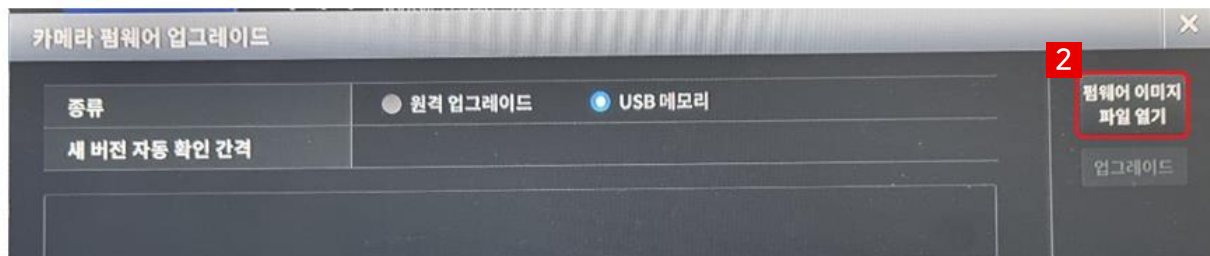 카메라 펌웨어 업그레이드
2
종류
원격 업그레이드
USB 메모리
펌웨어 이미지
파일 열기
새 버전 자동 확인 간격
업그레이드